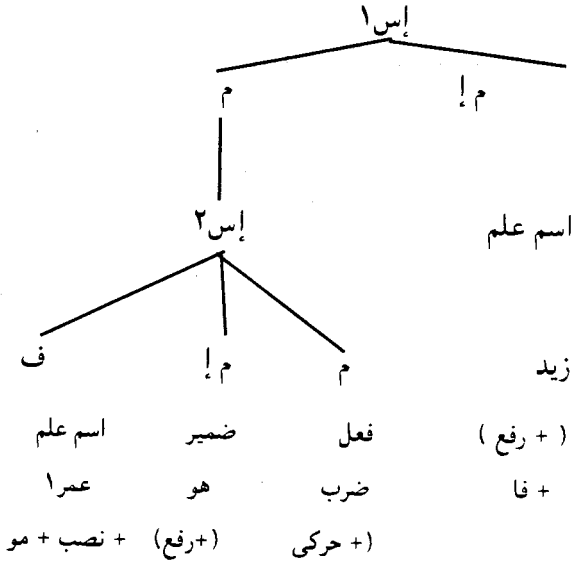 إس١
م إ م
إس٢
اسم علم
زيد م م إ ف
( + رفع ) فعل ضمير اسم علم
+ فا ضرب هو عمر١
(+ حركى (+رفع) + نصب + مو